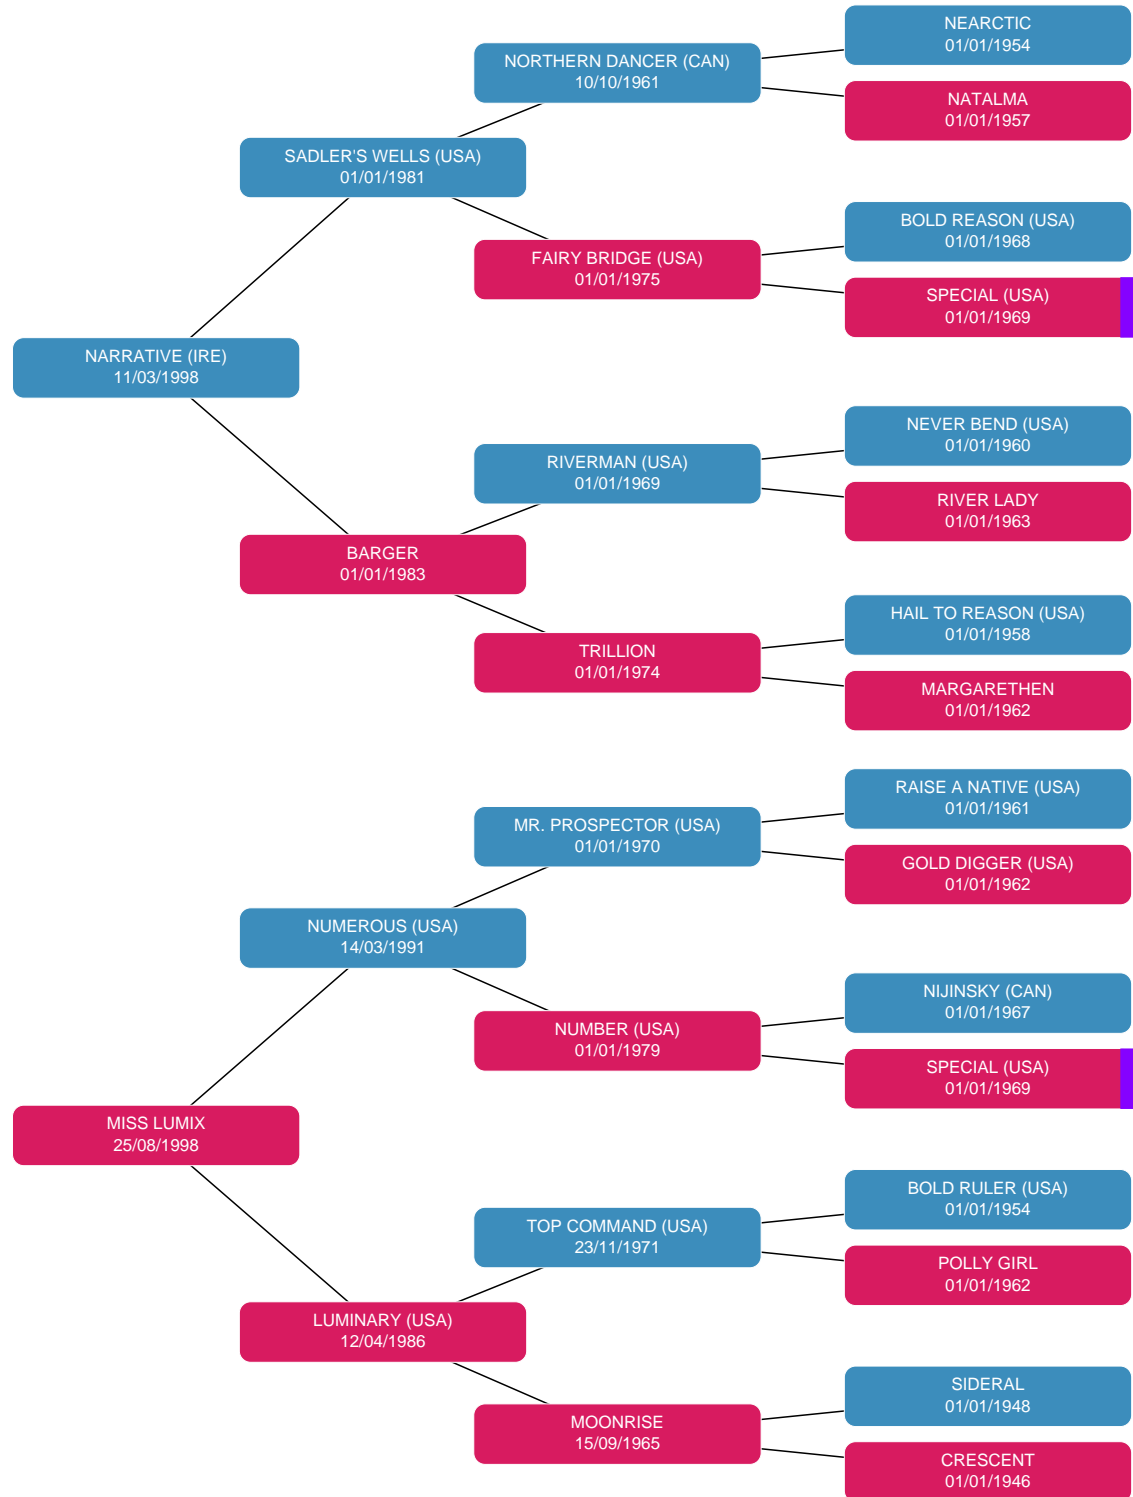 NEARCTIC
01/01/1954
NORTHERN DANCER (CAN)
10/10/1961
NATALMA
01/01/1957
SADLER'S WELLS (USA)
01/01/1981
BOLD REASON (USA)
01/01/1968
FAIRY BRIDGE (USA)
01/01/1975
SPECIAL (USA)
01/01/1969
NARRATIVE (IRE)
11/03/1998
NEVER BEND (USA)
01/01/1960
RIVERMAN (USA)
01/01/1969
RIVER LADY
01/01/1963
BARGER
01/01/1983
HAIL TO REASON (USA)
01/01/1958
TRILLION
01/01/1974
MARGARETHEN
01/01/1962
RAISE A NATIVE (USA)
01/01/1961
MR. PROSPECTOR (USA)
01/01/1970
GOLD DIGGER (USA)
01/01/1962
NUMEROUS (USA)
14/03/1991
NIJINSKY (CAN)
01/01/1967
NUMBER (USA)
01/01/1979
SPECIAL (USA)
01/01/1969
MISS LUMIX
25/08/1998
BOLD RULER (USA)
01/01/1954
TOP COMMAND (USA)
23/11/1971
POLLY GIRL
01/01/1962
LUMINARY (USA)
12/04/1986
SIDERAL
01/01/1948
MOONRISE
15/09/1965
CRESCENT
01/01/1946